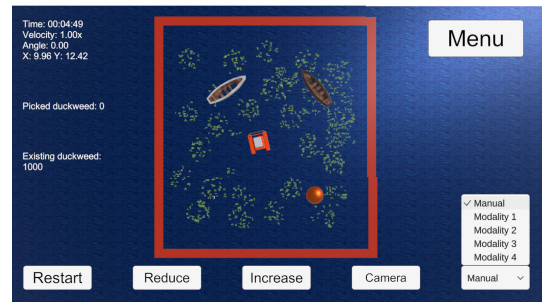 Time: 00:04:49
Velocity: 1.00x
Angle: 0.00
X: 9.96 Y: 12.42
Menu
Picked duckweed: 0
Existing duckweed:
1000
Manual
Modality 1
Modality 2
Modality 3
Modality 4
Restart
Reduce
Increase
Camera
Manual